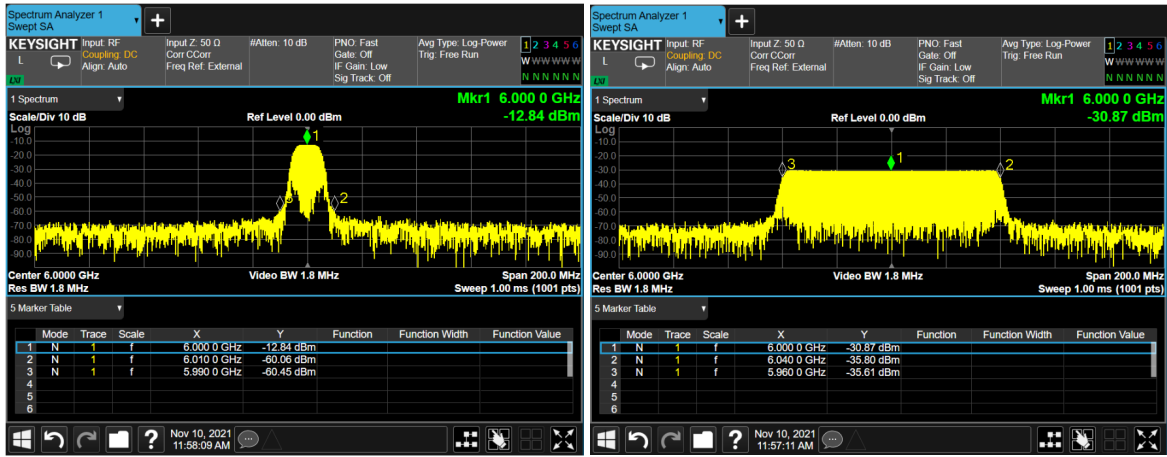 Spectrum Analyzer 1
Swept SA
+
KEYSIGHT Input: RF Input Z: 50 Ω #Atten: 10 dB PNO: Fast Avg Type: Log-Power 1 2 3 4 5 6
L Coupling: DC Corr CCorr Gate: Off Trig: Free Run W W W W W W
Align: Auto Freq Ref: External IF Gain: Low
LXI Sig Track: Off N N N N N N
1 Spectrum
Mkr1 6.000 0 GHz
Scale/Div 10 dB Ref Level 0.00 dBm -12.84 dBm
Log
-10.0
-20.0
-30.0
-40.0
-50.0
-60.0
-70.0
-80.0
-90.0
1
2
Center 6.0000 GHz Video BW 1.8 MHz Span 200.0 MHz
Res BW 1.8 MHz Sweep 1.00 ms (1001 pts)
5 Marker Table
Mode Trace Scale X Y Function Function Width Function Value
1 N 1 f 6.000 0 GHz -12.84 dBm
2 N 1 f 6.010 0 GHz -60.06 dBm
3 N 1 f 5.990 0 GHz -60.45 dBm
4
5
6
? Nov 10, 2021
11:58:09 AM
Spectrum Analyzer 1
Swept SA
+
KEYSIGHT Input: RF Input Z: 50 Ω #Atten: 10 dB PNO: Fast Avg Type: Log-Power 1 2 3 4 5 6
L Coupling: DC Corr CCorr Gate: Off Trig: Free Run W W W W W W
Align: Auto Freq Ref: External IF Gain: Low
LXI Sig Track: Off N N N N N N
1 Spectrum
Mkr1 6.000 0 GHz
Scale/Div 10 dB Ref Level 0.00 dBm -30.87 dBm
Log
-10.0
-20.0
-30.0
-40.0
-50.0
-60.0
-70.0
-80.0
-90.0
3
1
2
Center 6.0000 GHz Video BW 1.8 MHz Span 200.0 MHz
Res BW 1.8 MHz Sweep 1.00 ms (1001 pts)
5 Marker Table
Mode Trace Scale X Y Function Function Width Function Value
1 N 1 f 6.000 0 GHz -30.87 dBm
2 N 1 f 6.040 0 GHz -35.80 dBm
3 N 1 f 5.960 0 GHz -35.61 dBm
4
5
6
? Nov 10, 2021
11:57:11 AM